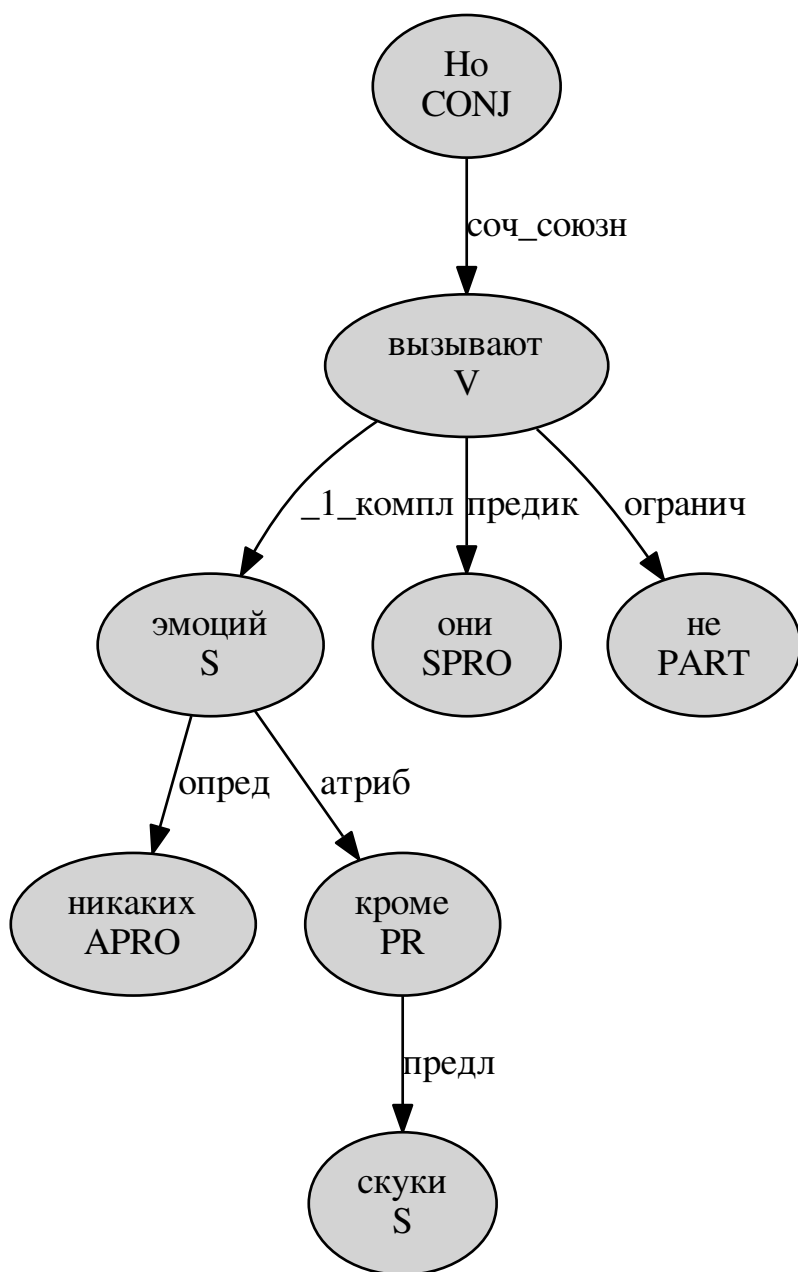 Но
CONJ
соч_союзн
вызывают
V
_1_компл
предик
огранич
эмоций
S
они
SPRO
не
PART
опред
атриб
никаких
APRO
кроме
PR
предл
скуки
S